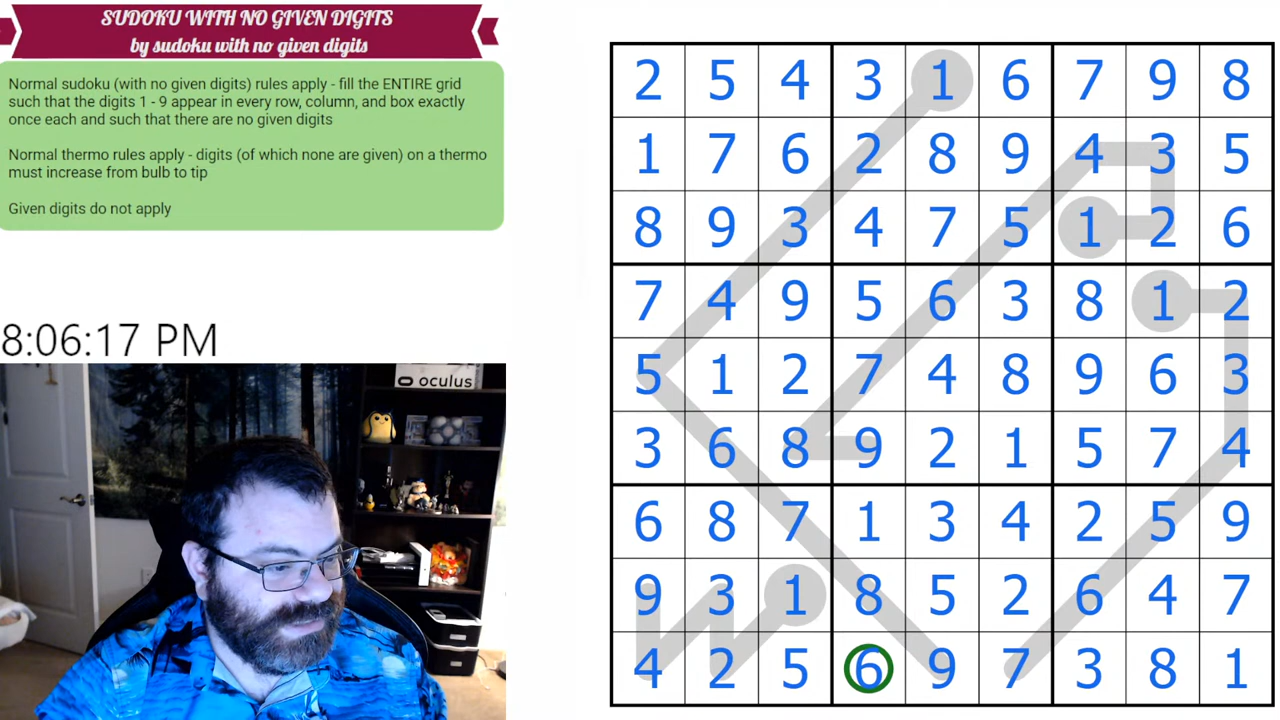 SUDOKU WITH NO GIVEN DIGITS
by sudoku with no given digits
Normal sudoku (with no given digits) rules apply - fill the ENTIRE grid
such that the digits 1 - 9 appear in every row, column, and box exactly
once each and such that there are no given digits
Normal thermo rules apply - digits (of which none are given) on a thermo
must increase from bulb to tip
Given digits do not apply
8:06:17 PM
oculus
2 5 4 3 1 6 7 9 8
1 7 6 2 8 9 4 3 5
8 9 3 4 7 5 1 2 6
7 4 9 5 6 3 8 1 2
5 1 2 7 4 8 9 6 3
3 6 8 9 2 1 5 7 4
6 8 7 1 3 4 2 5 9
9 3 1 8 5 2 6 4 7
4 2 5 6 9 7 3 8 1